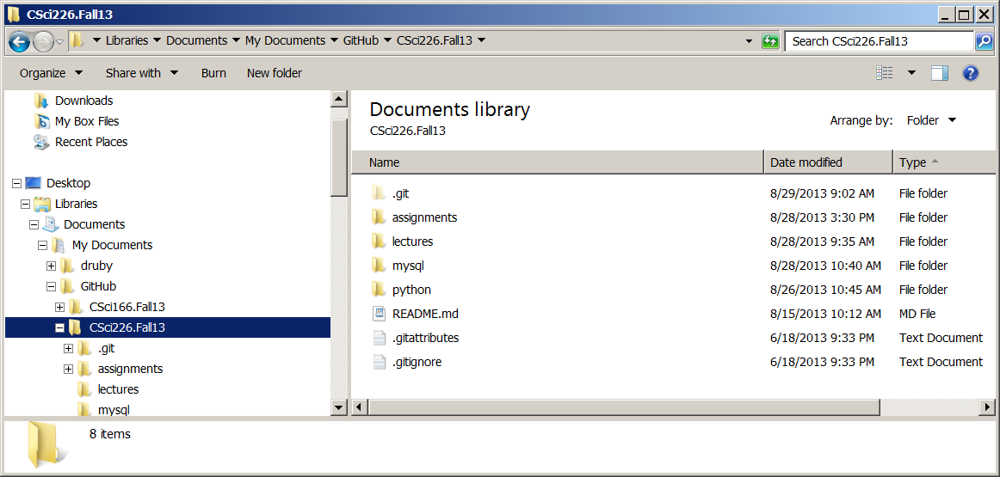 CSci226.Fall13
Libraries Documents My Documents GitHub CSci226.Fall13
Search CSci226.Fall13
Organize Share with Burn New folder
Downloads
My Box Files
Recent Places
Desktop
Libraries
Documents
My Documents
druby
GitHub
CSci166.Fall13
CSci226.Fall13
.git
assignments
lectures
mysql
Documents library
CSci226.Fall13
Arrange by: Folder
Name Date modified Type
.git 8/29/2013 9:02 AM File folder
assignments 8/28/2013 3:30 PM File folder
lectures 8/28/2013 9:35 AM File folder
mysql 8/28/2013 10:40 AM File folder
python 8/26/2013 10:45 AM File folder
README.md 8/15/2013 10:12 AM MD File
.gitattributes 6/18/2013 9:33 PM Text Document
.gitignore 6/18/2013 9:33 PM Text Document
8 items